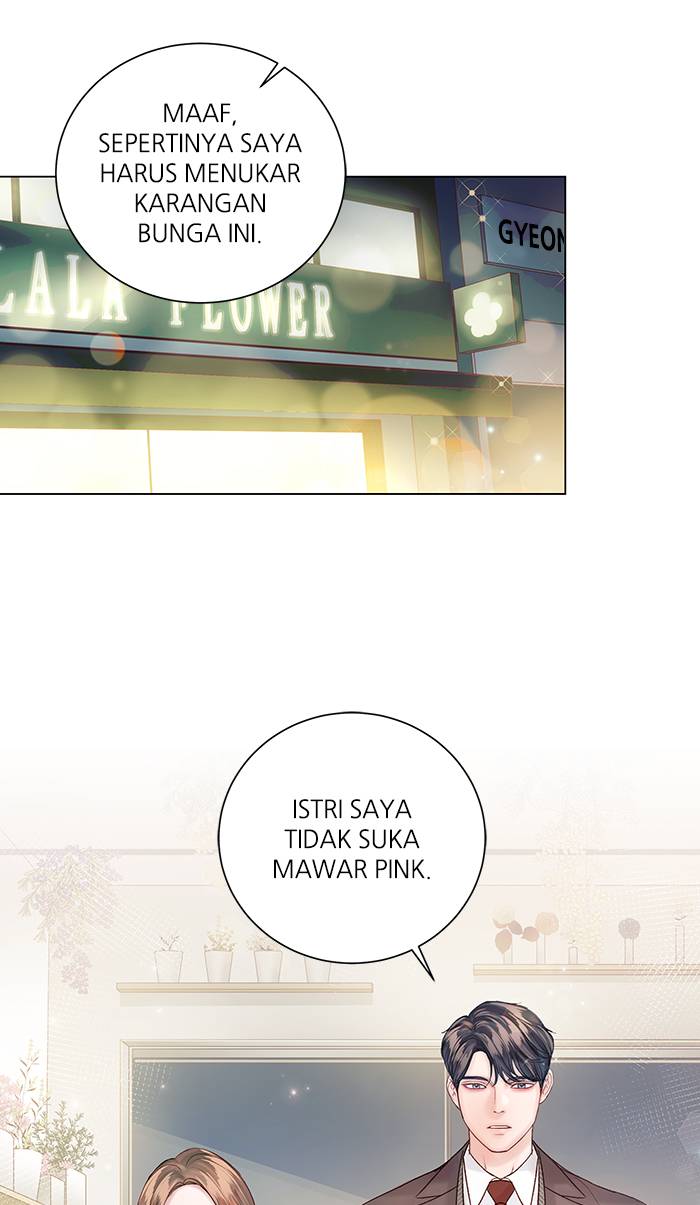 MAAF,
SEPERTINYA SAYA
HARUS MENUKAR
KARANGAN
BUNGA INI.
GYEON
LALA FLOWER
ISTRI SAYA
TIDAK SUKA
MAWAR PINK.